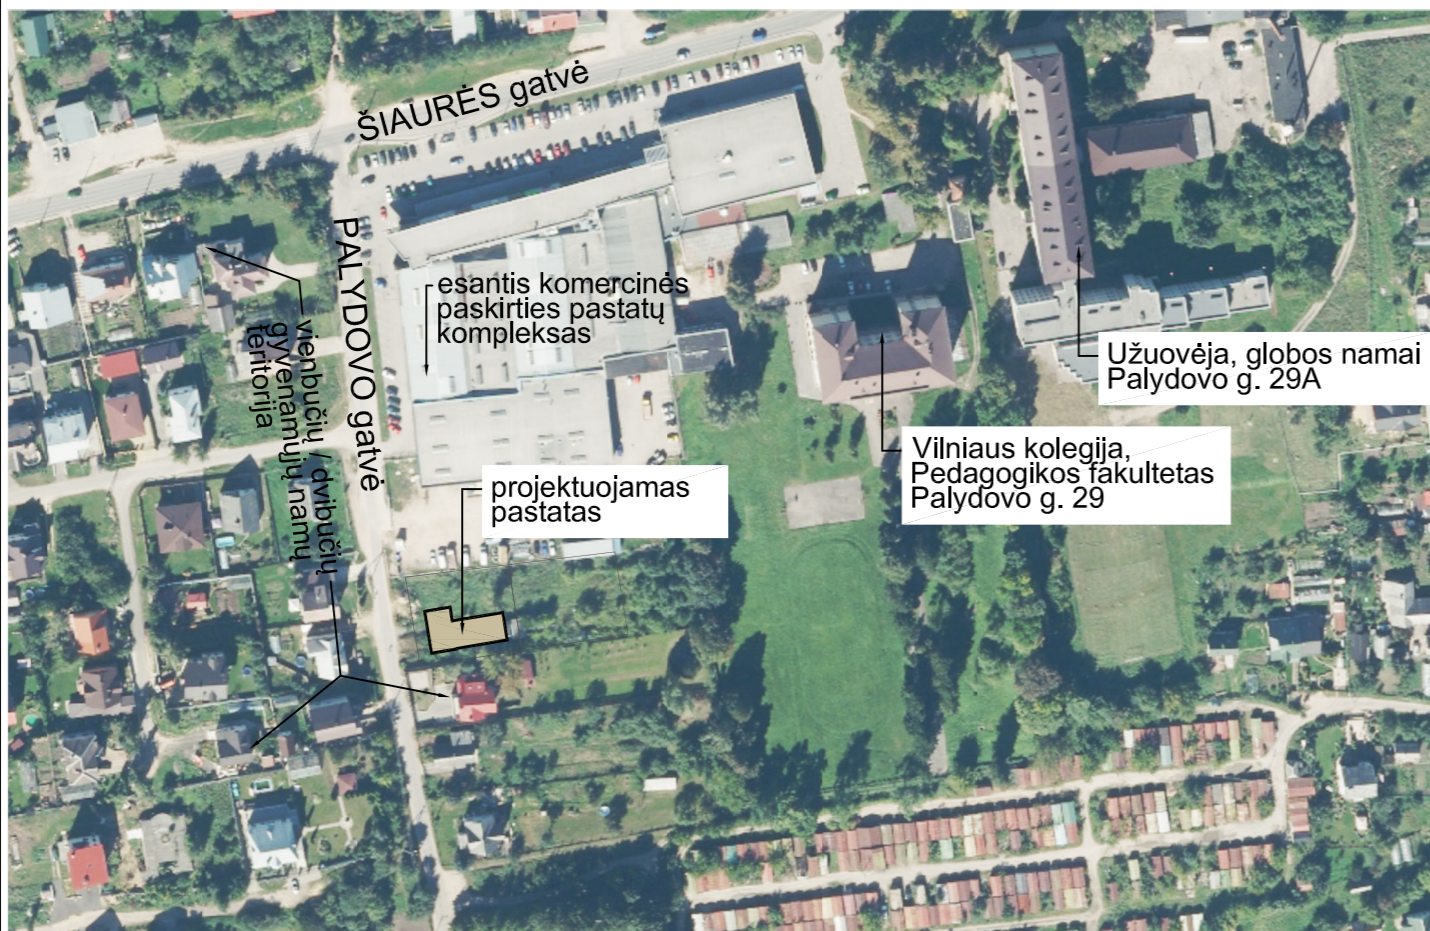 ŠIAURĖS gatvė
PALYDOVO gatvė
esantis komercinės
paskirties pastatų
kompleksas
vienbučių / dvibučių
gyvenamųjų namų
teritorija
Užuovėja, globos namai
Palydovo g. 29A
Vilniaus kolegija,
Pedagogikos fakultetas
Palydovo g. 29
projektuojamas
pastatas